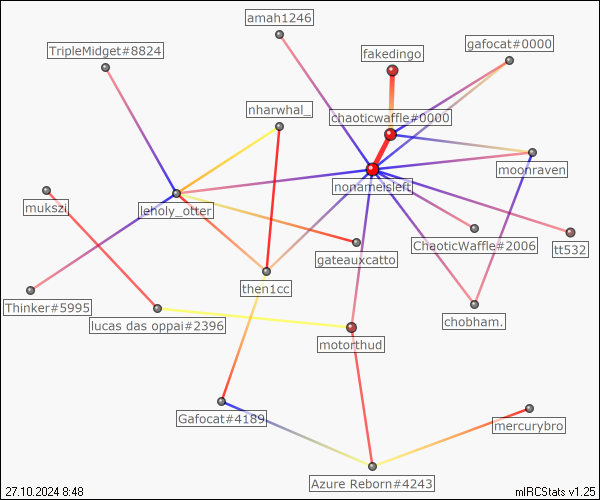 amah1246
TripleMidget#8824
fakedingo
gafocat#0000
nharwhal_
chaoticwaffle#0000
moonraven
nonameisleft
mukszi
leholy_otter
ChaoticWaffle#2006
tt532
gateauxcatto
then1cc
Thinker#5995
lucas das oppai#2396
chobham.
motorthud
Gafocat#4189
mercurybro
Azure Reborn#4243
27.10.2024 8:48
mIRCStats v1.25